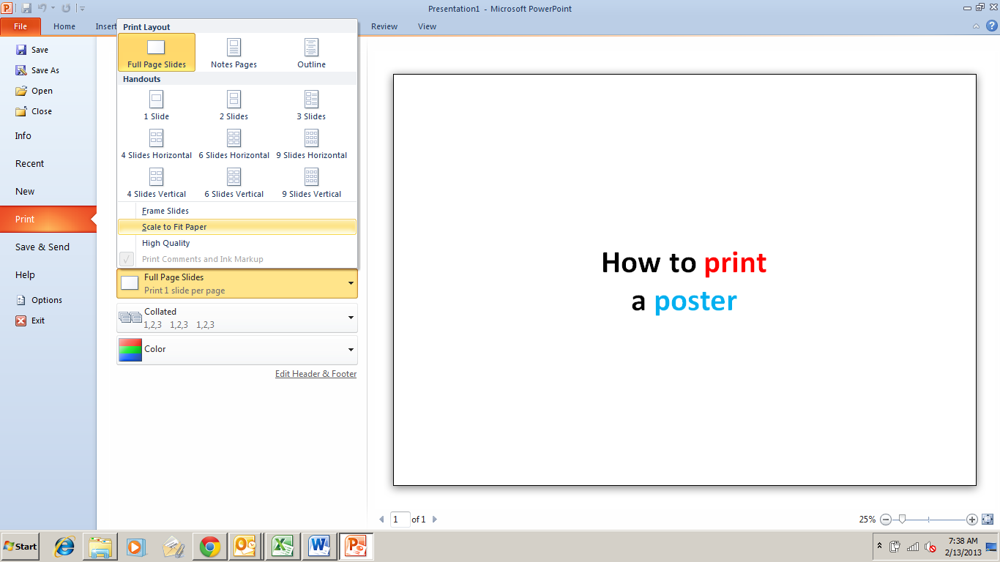 Presentation1 - Microsoft PowerPoint
File Home Insert Review View
Save
Save As
Open
Close
Info
Recent
New
Print
Save & Send
Help
Options
Exit
Print Layout
Full Page Slides Notes Pages Outline
Handouts
1 Slide 2 Slides 3 Slides
4 Slides Horizontal 6 Slides Horizontal 9 Slides Horizontal
4 Slides Vertical 6 Slides Vertical 9 Slides Vertical
Frame Slides
Scale to Fit Paper
High Quality
Print Comments and Ink Markup
Full Page Slides
Print 1 slide per page
Collated
1,2,3 1,2,3 1,2,3
Color
Edit Header & Footer
How to print
a poster
1 of 1
25%
Start
7:38 AM
2/13/2013